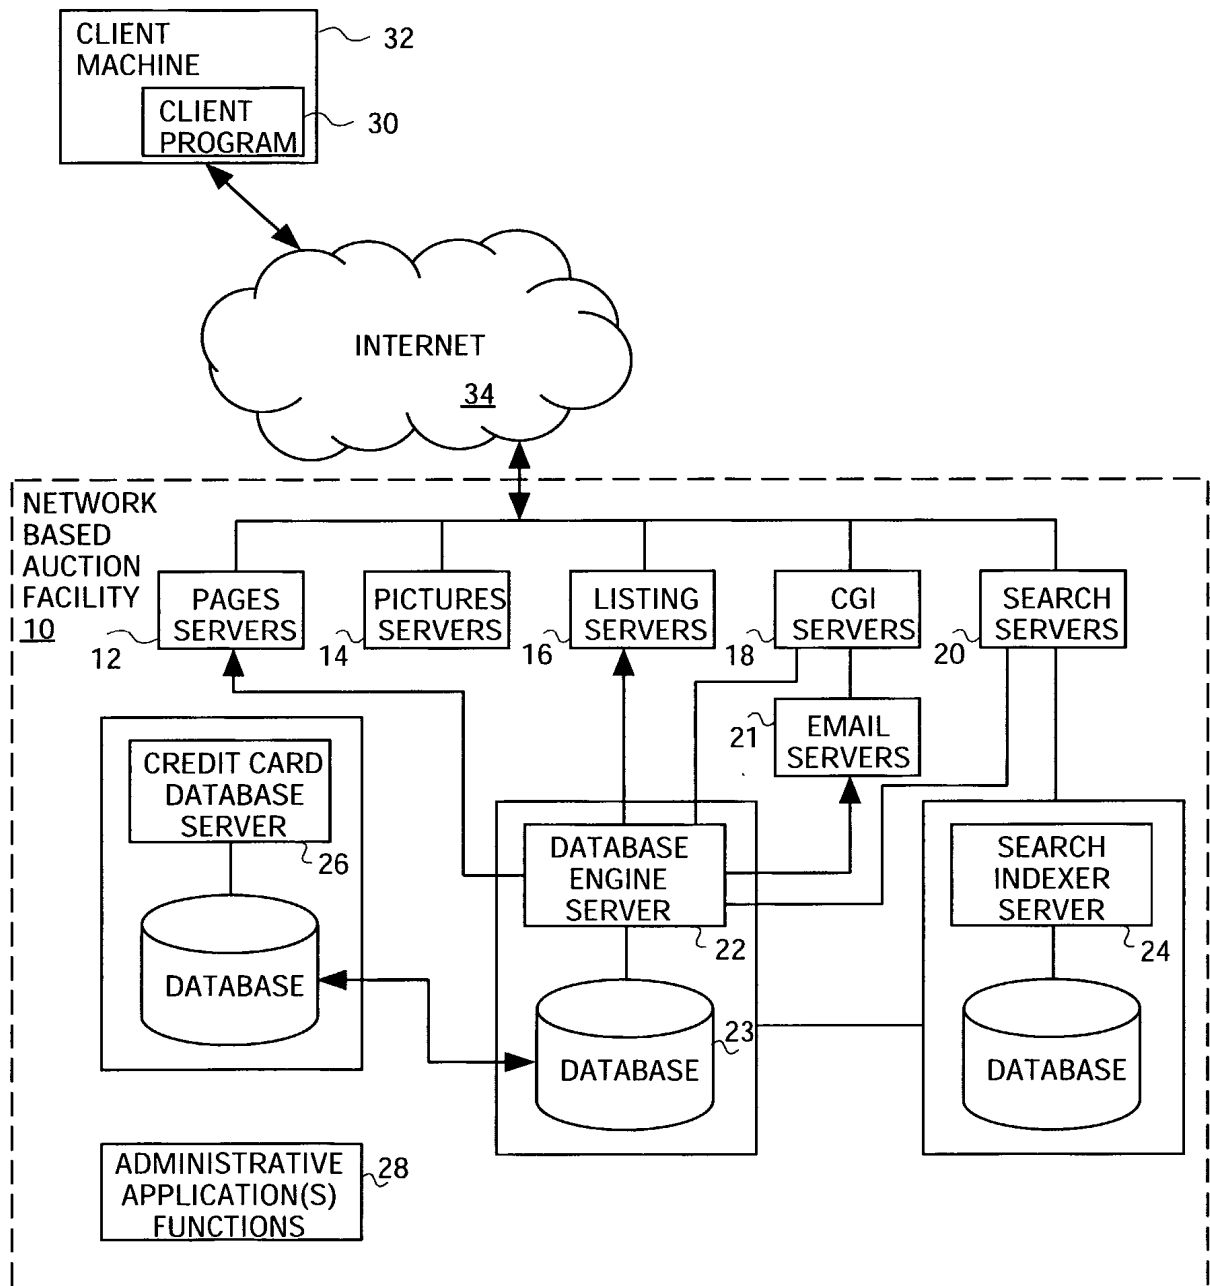 CLIENT
MACHINE
32
CLIENT
PROGRAM
30
INTERNET
34
NETWORK
BASED
AUCTION
FACILITY
10
PAGES
SERVERS
12
PICTURES
SERVERS
14
LISTING
SERVERS
16
CGI
SERVERS
18
SEARCH
SERVERS
20
EMAIL
SERVERS
21
CREDIT CARD
DATABASE
SERVER
26
DATABASE
ENGINE
SERVER
22
SEARCH
INDEXER
SERVER
24
DATABASE
DATABASE
23
DATABASE
ADMINISTRATIVE
APPLICATION(S)
FUNCTIONS
28